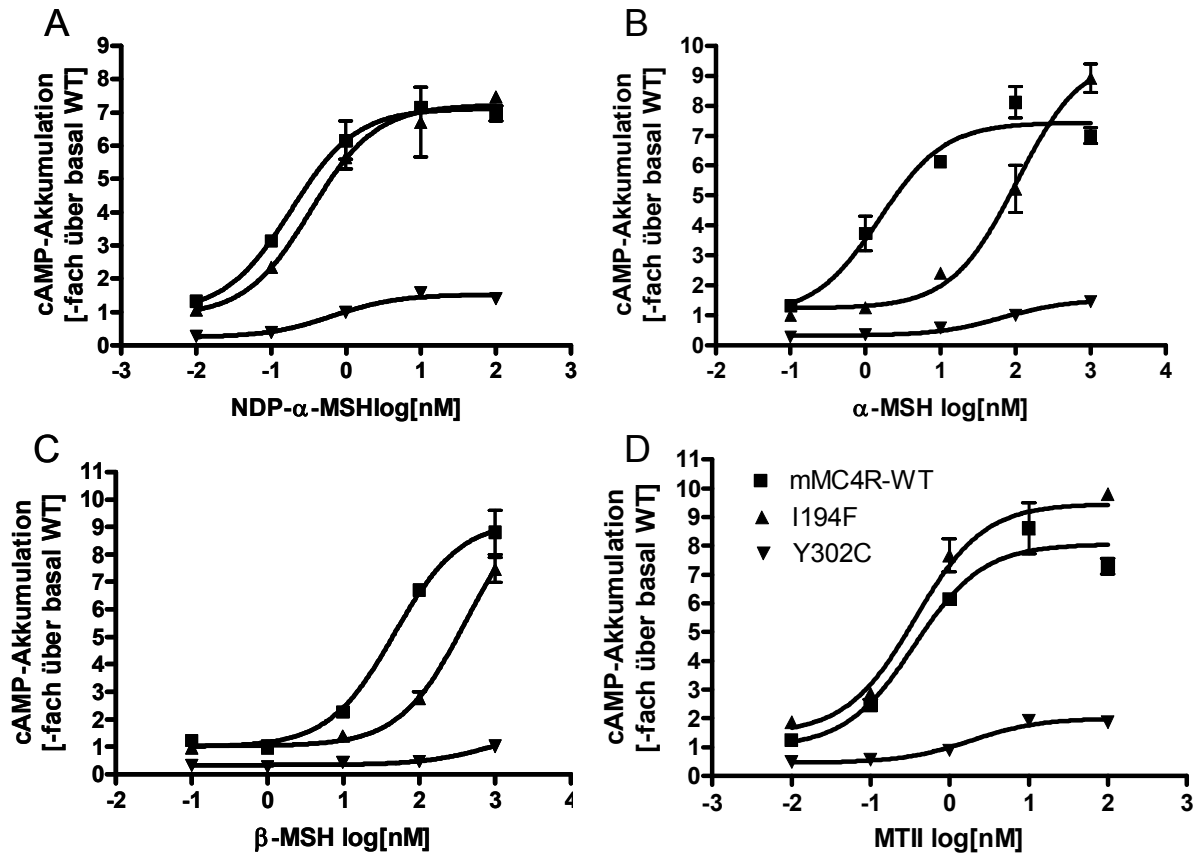 A
cAMP-Akkumulation
[-fach über basal WT]
9
8
7
6
5
4
3
2
1
0
-3 -2 -1 0 1 2 3
NDP-α-MSHlog[nM]
B
cAMP-Akkumulation
[-fach über basal WT]
10
9
8
7
6
5
4
3
2
1
0
-2 -1 0 1 2 3 4
α-MSH log[nM]
C
cAMP-Akkumulation
[-fach über basal WT]
11
10
9
8
7
6
5
4
3
2
1
0
-2 -1 0 1 2 3 4
β-MSH log[nM]
D
cAMP-Akkumulation
[-fach über basal WT]
11
10
9
8
7
6
5
4
3
2
1
0
mMC4R-WT
I194F
Y302C
-3 -2 -1 0 1 2 3
MTII log[nM]